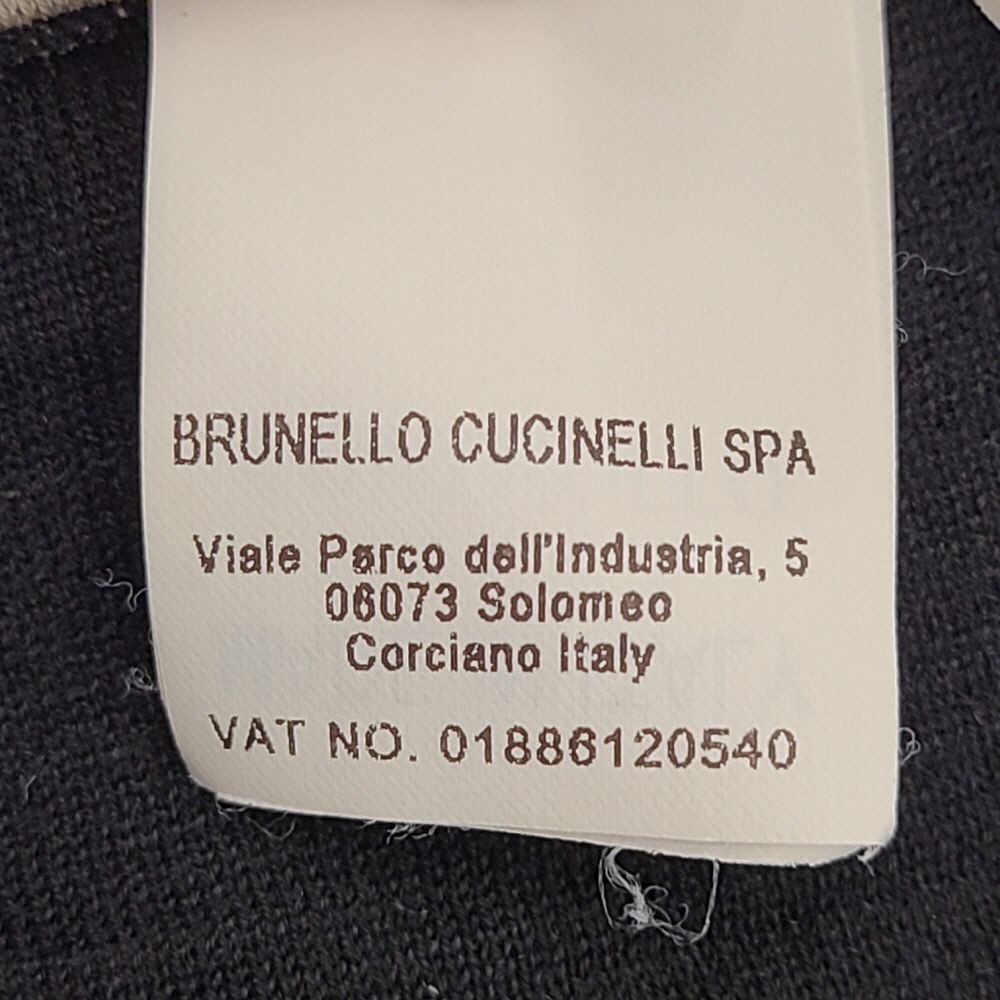 BRUNELLO CUCINELLI SPA
Viale Parco dell'Industria, 5
06073 Solomeo
Corciano Italy
VAT NO. 01886120540